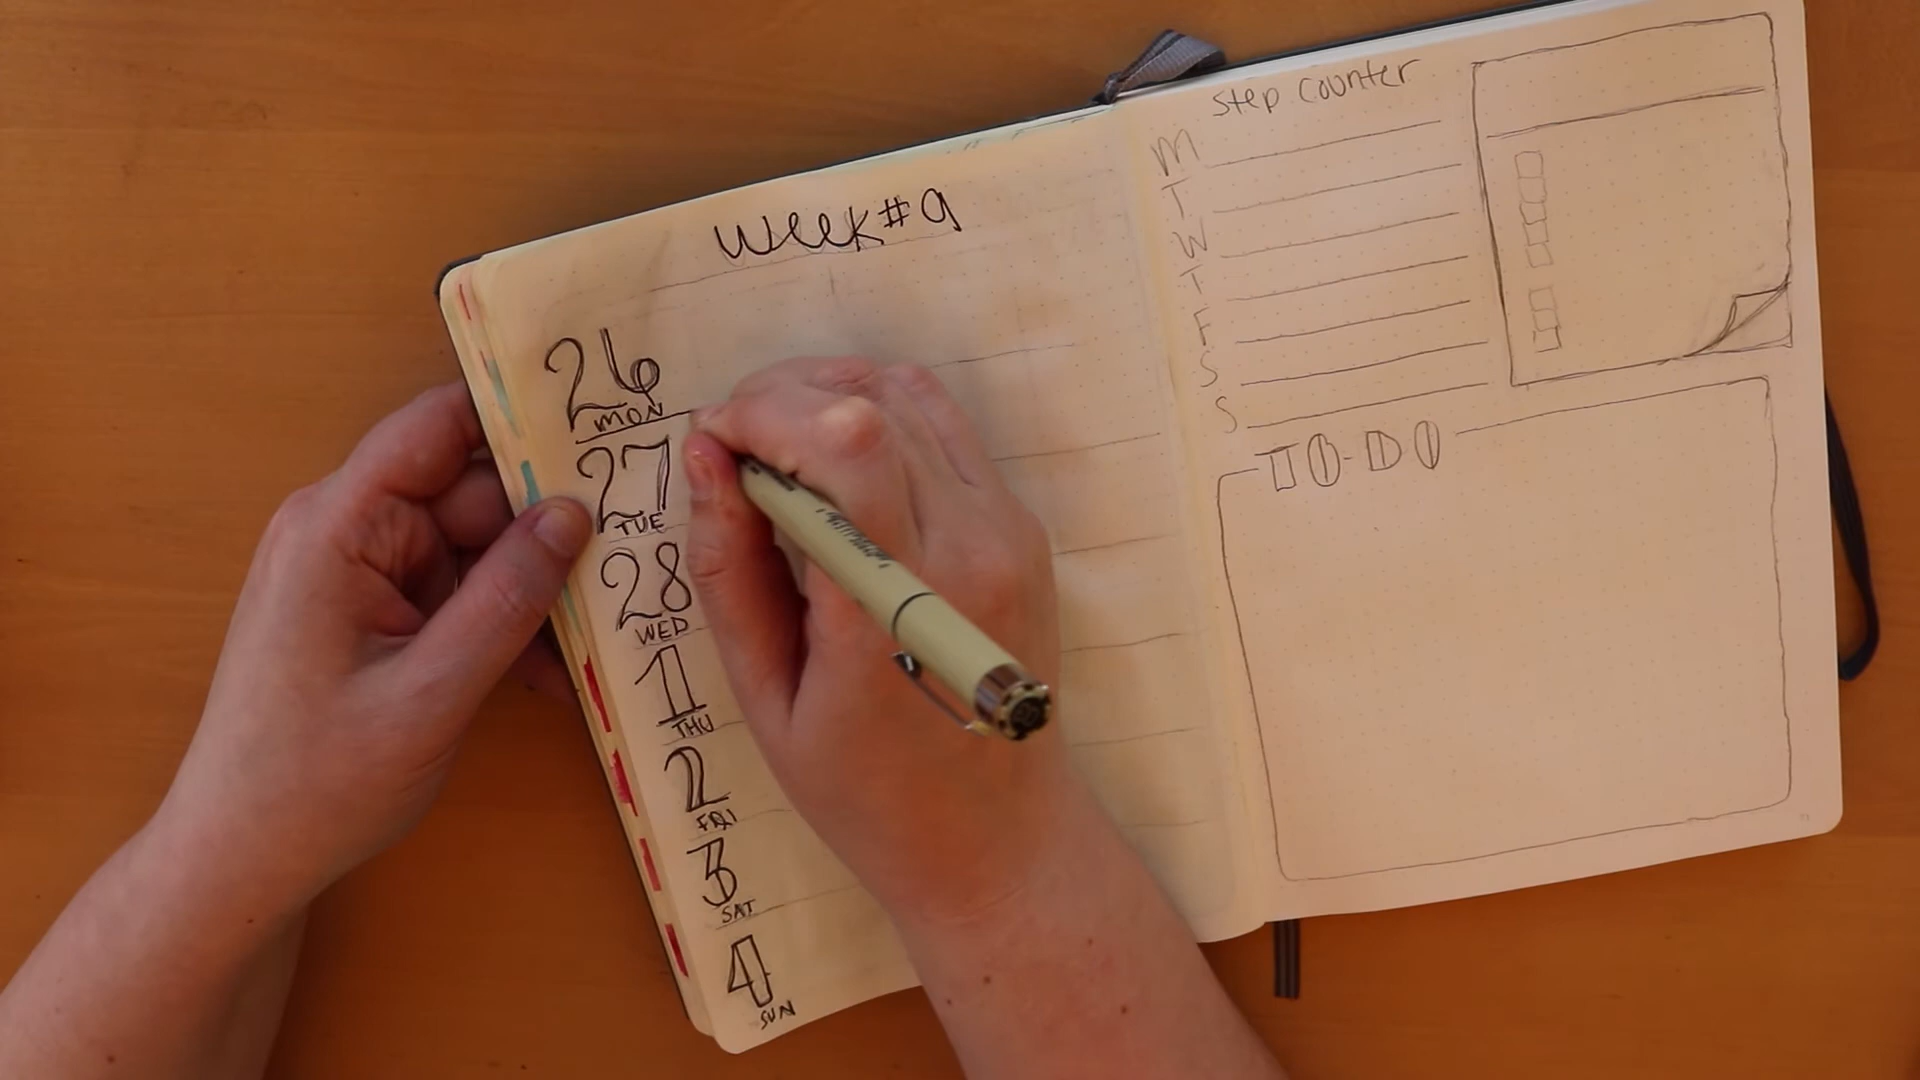 Week #9
26
MON
27
TUE
28
WED
1
THU
2
FRI
3
SAT
4
SUN
step counter
M
T
W
T
F
S
S
TO-DO